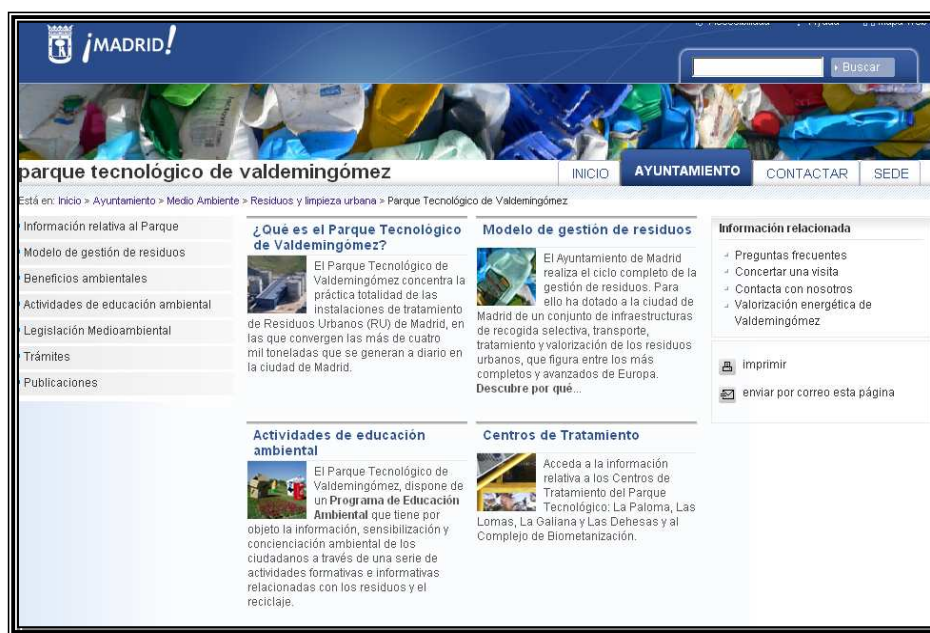 ¡MADRID!
Buscar
parque tecnológico de valdemingómez
INICIO
AYUNTAMIENTO
CONTACTAR
SEDE
Está en: Inicio > Ayuntamiento > Medio Ambiente > Residuos y limpieza urbana > Parque Tecnológico de Valdemingómez
Información relativa al Parque
Modelo de gestión de residuos
Beneficios ambientales
Actividades de educación ambiental
Legislación Medioambiental
Trámites
Publicaciones
¿Qué es el Parque Tecnológico
de Valdemingómez?
El Parque Tecnológico de
Valdemingómez concentra la
práctica totalidad de las
instalaciones de tratamiento
de Residuos Urbanos (RU) de Madrid, en
las que convergen las más de cuatro
mil toneladas que se generan a diario en
la ciudad de Madrid.
Modelo de gestión de residuos
El Ayuntamiento de Madrid
realiza el ciclo completo de la
gestión de residuos. Para
ello ha dotado a la ciudad de
Madrid de un conjunto de infraestructuras
de recogida selectiva, transporte,
tratamiento y valorización de los residuos
urbanos, que figura entre los más
completos y avanzados de Europa.
Descubre por qué...
Actividades de educación
ambiental
El Parque Tecnológico de
Valdemingómez, dispone de
un Programa de Educación
Ambiental que tiene por
objeto la información, sensibilización y
concienciación ambiental de los
ciudadanos a través de una serie de
actividades formativas e informativas
relacionadas con los residuos y el
reciclaje.
Centros de Tratamiento
Acceda a la información
relativa a los Centros de
Tratamiento del Parque
Tecnológico: La Paloma, Las
Lomas, La Galiana y Las Dehesas y al
Complejo de Biometanización.
Información relacionada
Preguntas frecuentes
Concertar una visita
Contacta con nosotros
Valorización energética de
Valdemingómez
imprimir
enviar por correo esta página